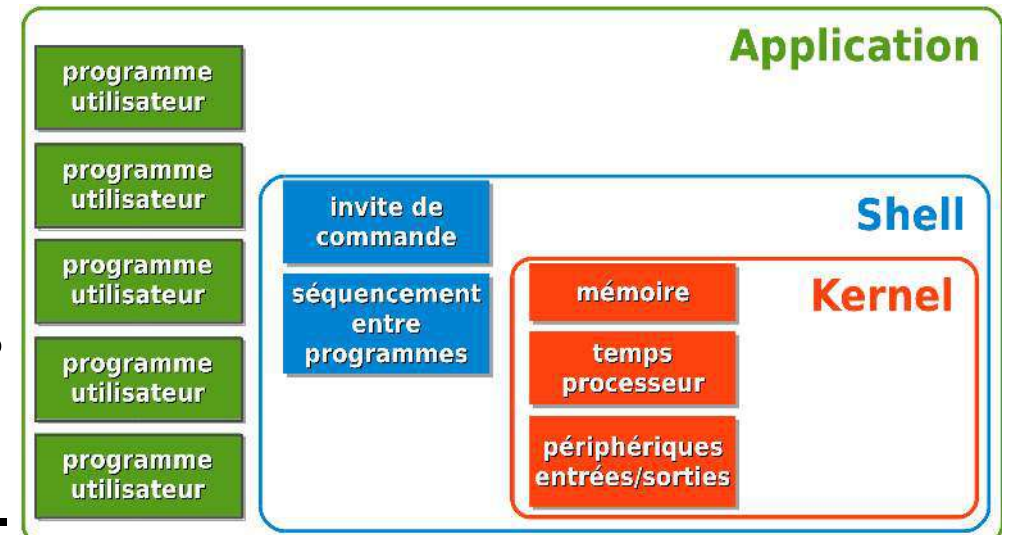 Application
programme
utilisateur
programme
utilisateur
programme
utilisateur
programme
utilisateur
programme
utilisateur
Shell
invite de
commande
séquencement
entre
programmes
Kernel
mémoire
temps
processeur
périphériques
entrées/sorties